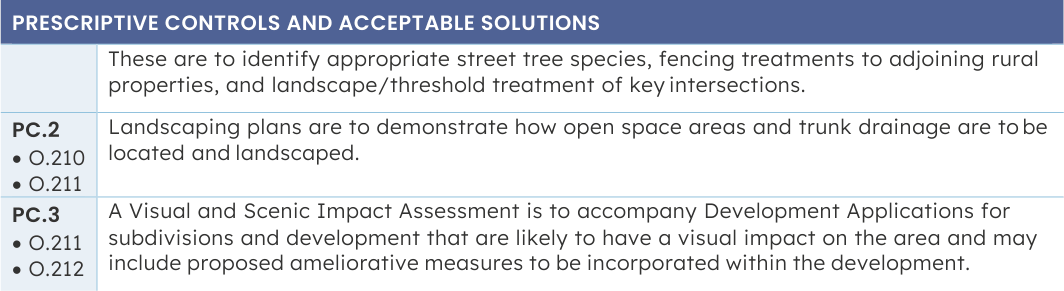 PRESCRIPTIVE CONTROLS AND ACCEPTABLE SOLUTIONS
These are to identify appropriate street tree species, fencing treatments to adjoining rural
properties, and landscape/threshold treatment of key intersections.
PC.2
• O.210
• O.211
Landscaping plans are to demonstrate how open space areas and trunk drainage are to be
located and landscaped.
PC.3
• O.211
• O.212
A Visual and Scenic Impact Assessment is to accompany Development Applications for
subdivisions and development that are likely to have a visual impact on the area and may
include proposed ameliorative measures to be incorporated within the development.